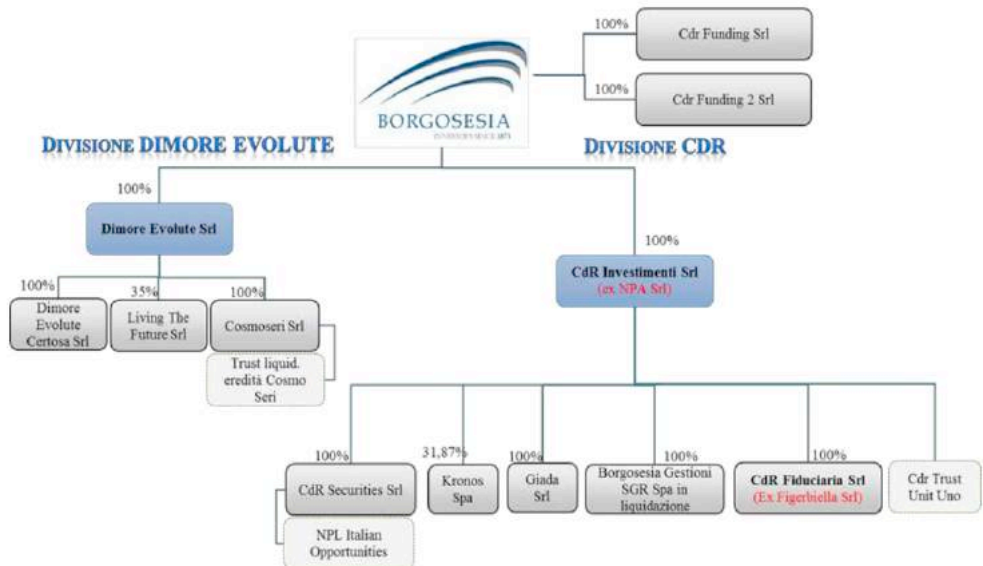 100%
Cdr Funding Srl
100%
Cdr Funding 2 Srl
BORGOSESIA
DIVISIONE DIMORE EVOLUTE
DIVISIONE CDR
100%
Dimore Evolute Srl
100%
CdR Investimenti Srl
(ex NPA Srl)
100%
Dimore
Evolute
Certosa Srl
35%
Living The
Future Srl
100%
Cosmoseri Srl
Trust liquid.
eredità Cosmo
Seri
100%
CdR Securities Srl
NPL Italian
Opportunities
31,87%
Kronos
Spa
100%
Giada
Srl
100%
Borgosesia Gestioni
SGR Spa in
liquidazione
100%
CdR Fiduciaria Srl
(Ex Figerbiella Srl)
Cdr Trust
Unit Uno